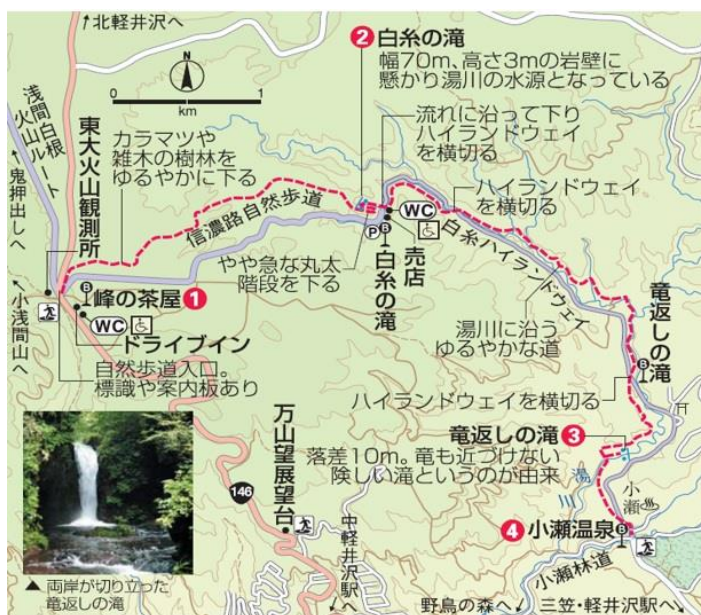 ↑北軽井沢へ
N
0
1
km
浅間白根
火山ルート
↑鬼押出しへ
↑小浅間山へ
東大火山観測所
カラマツや
雑木の樹林を
ゆるやかに下る
信濃路自然歩道
2 白糸の滝
幅70m、高さ3mの岩壁に
懸かり湯川の水源となっている
流れに沿って下り
ハイランドウェイ
を横切る
ハイランドウェイ
を横切る
WC
売店
P
B
白糸の滝
やや急な丸太
階段を下る
白糸ハイランドウェイ
湯川に沿う
ゆるやかな道
竜返しの滝
B
ハイランドウェイを横切る
B
峰の茶屋 1
WC
ドライブイン
自然歩道入口。
標識や案内板あり
万山望展望台
146
中軽井沢駅へ
竜返しの滝 3
落差10m。竜も近づけない
険しい滝というのが由来
湯川
小瀬
4 小瀬温泉
B
小瀬林道
野鳥の森へ
三笠・軽井沢駅へ
▲ 両岸が切り立った
竜返しの滝